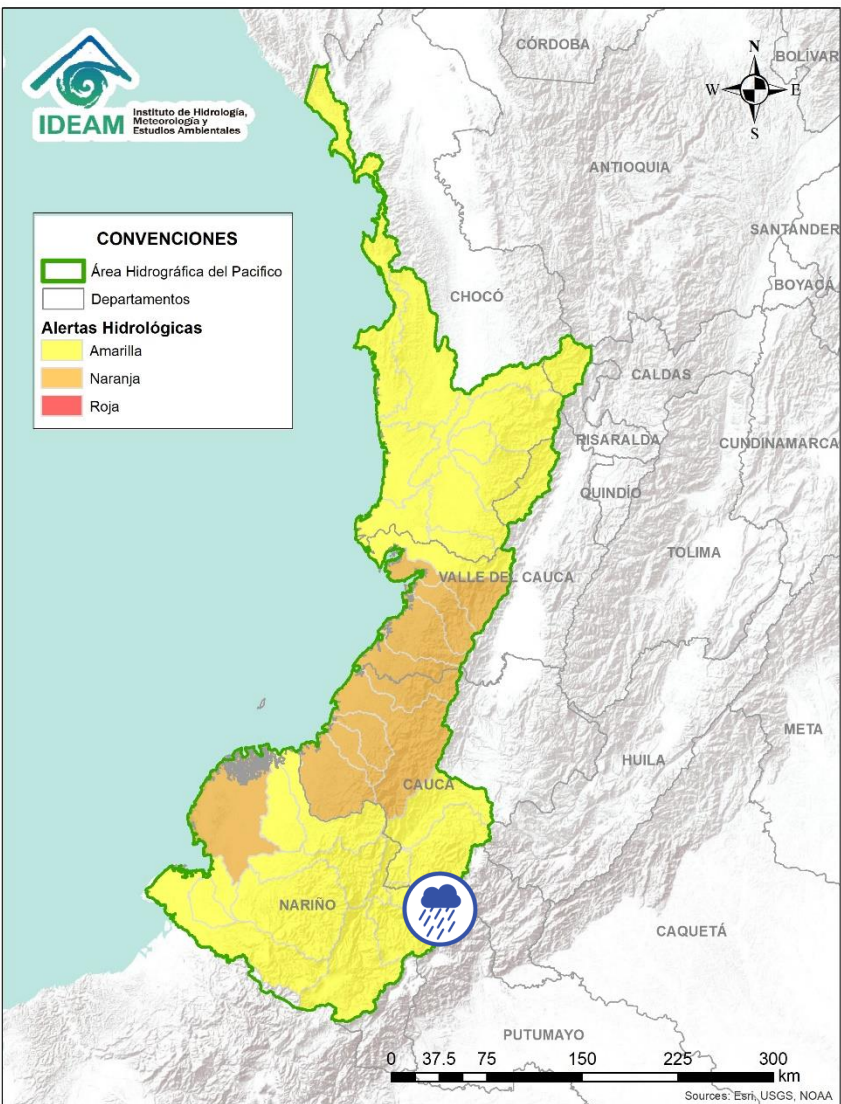 IDEAM
Instituto de Hidrología,
Meteorología y
Estudios Ambientales
N
W
E
S
CONVENCIONES
Área Hidrográfica del Pacifico
Departamentos
Alertas Hidrológicas
Amarilla
Naranja
Roja
CÓRDOBA
BOLÍVAR
ANTIOQUIA
SANTANDER
BOYACÁ
CHOCÓ
CALDAS
RISARALDA
CUNDINAMARCA
QUINDÍO
TOLIMA
VALLE DEL CAUCA
META
HUILA
CAUCA
NARIÑO
CAQUETÁ
PUTUMAYO
0 37.5 75 150 225 300
km
Sources: Esri, USGS, NOAA